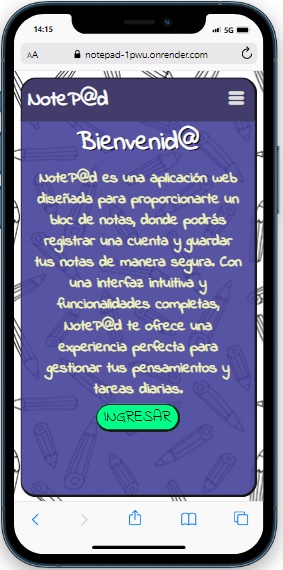 14:15
5G
AA
notepad-1pwu.onrender.com
NoteP@d
Bienvenid@
NoteP@d es una aplicación web
diseñada para proporcionarte un
bloc de notas, donde podrás
registrar una cuenta y guardar
tus notas de manera segura. Con
una interfaz intuitiva y
funcionalidades completas,
NoteP@d te ofrece una
experiencia perfecta para
gestionar tus pensamientos y
tareas diarias.
INGRESAR